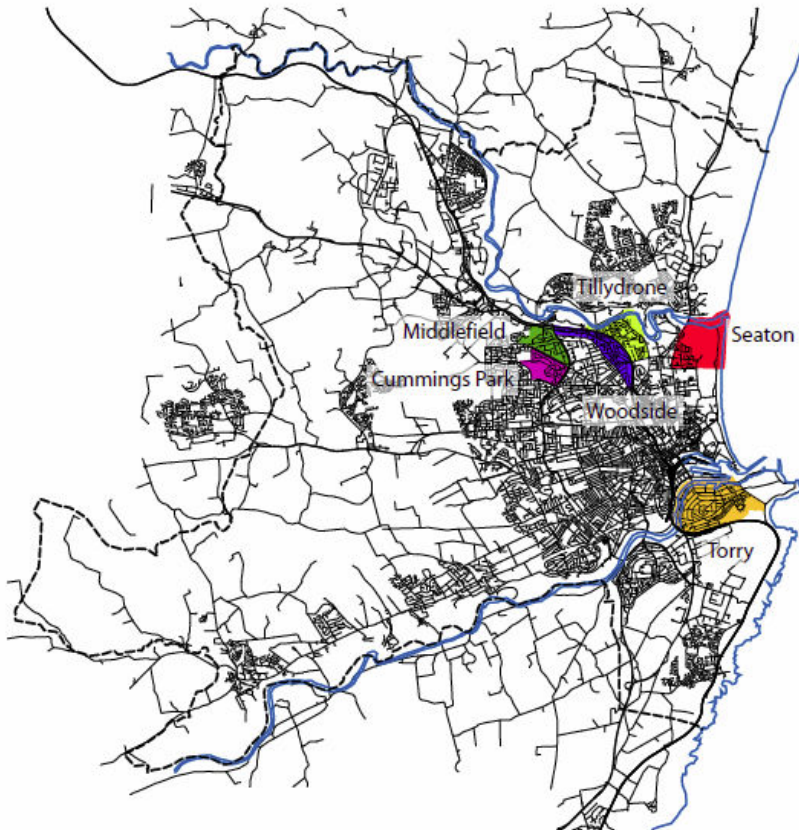 Tillydrone
Middlefield
Seaton
Cummings Park
Woodside
Torry